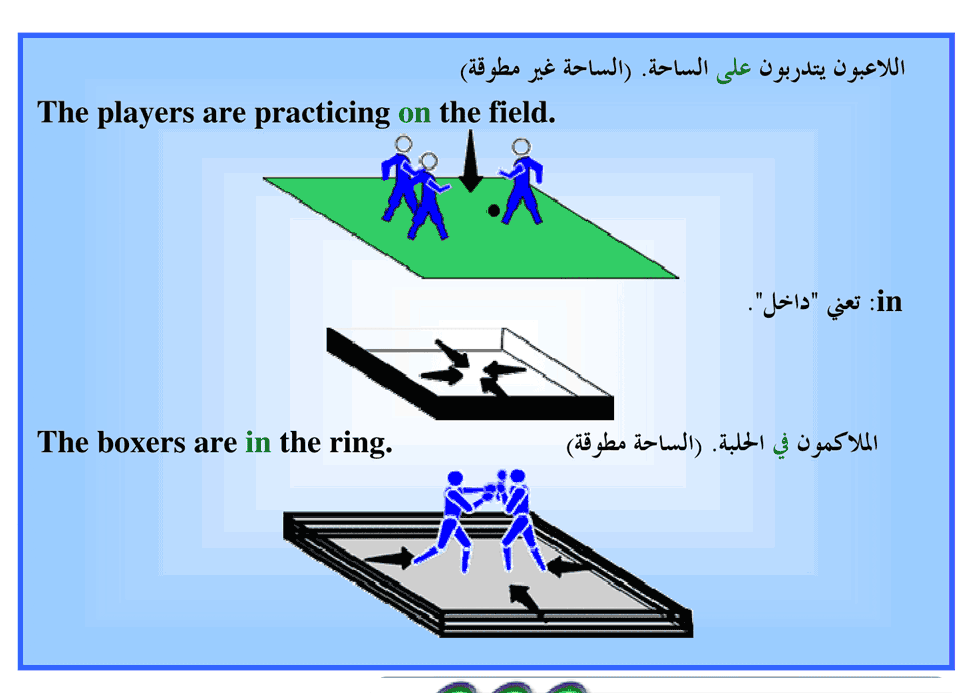 اللاعبون يتدربون على الساحة. (الساحة غير مطوقة)
The players are practicing on the field.
in: تعني "داخل".
The boxers are in the ring.
الملاكمون في الحلبة. (الساحة مطوقة)